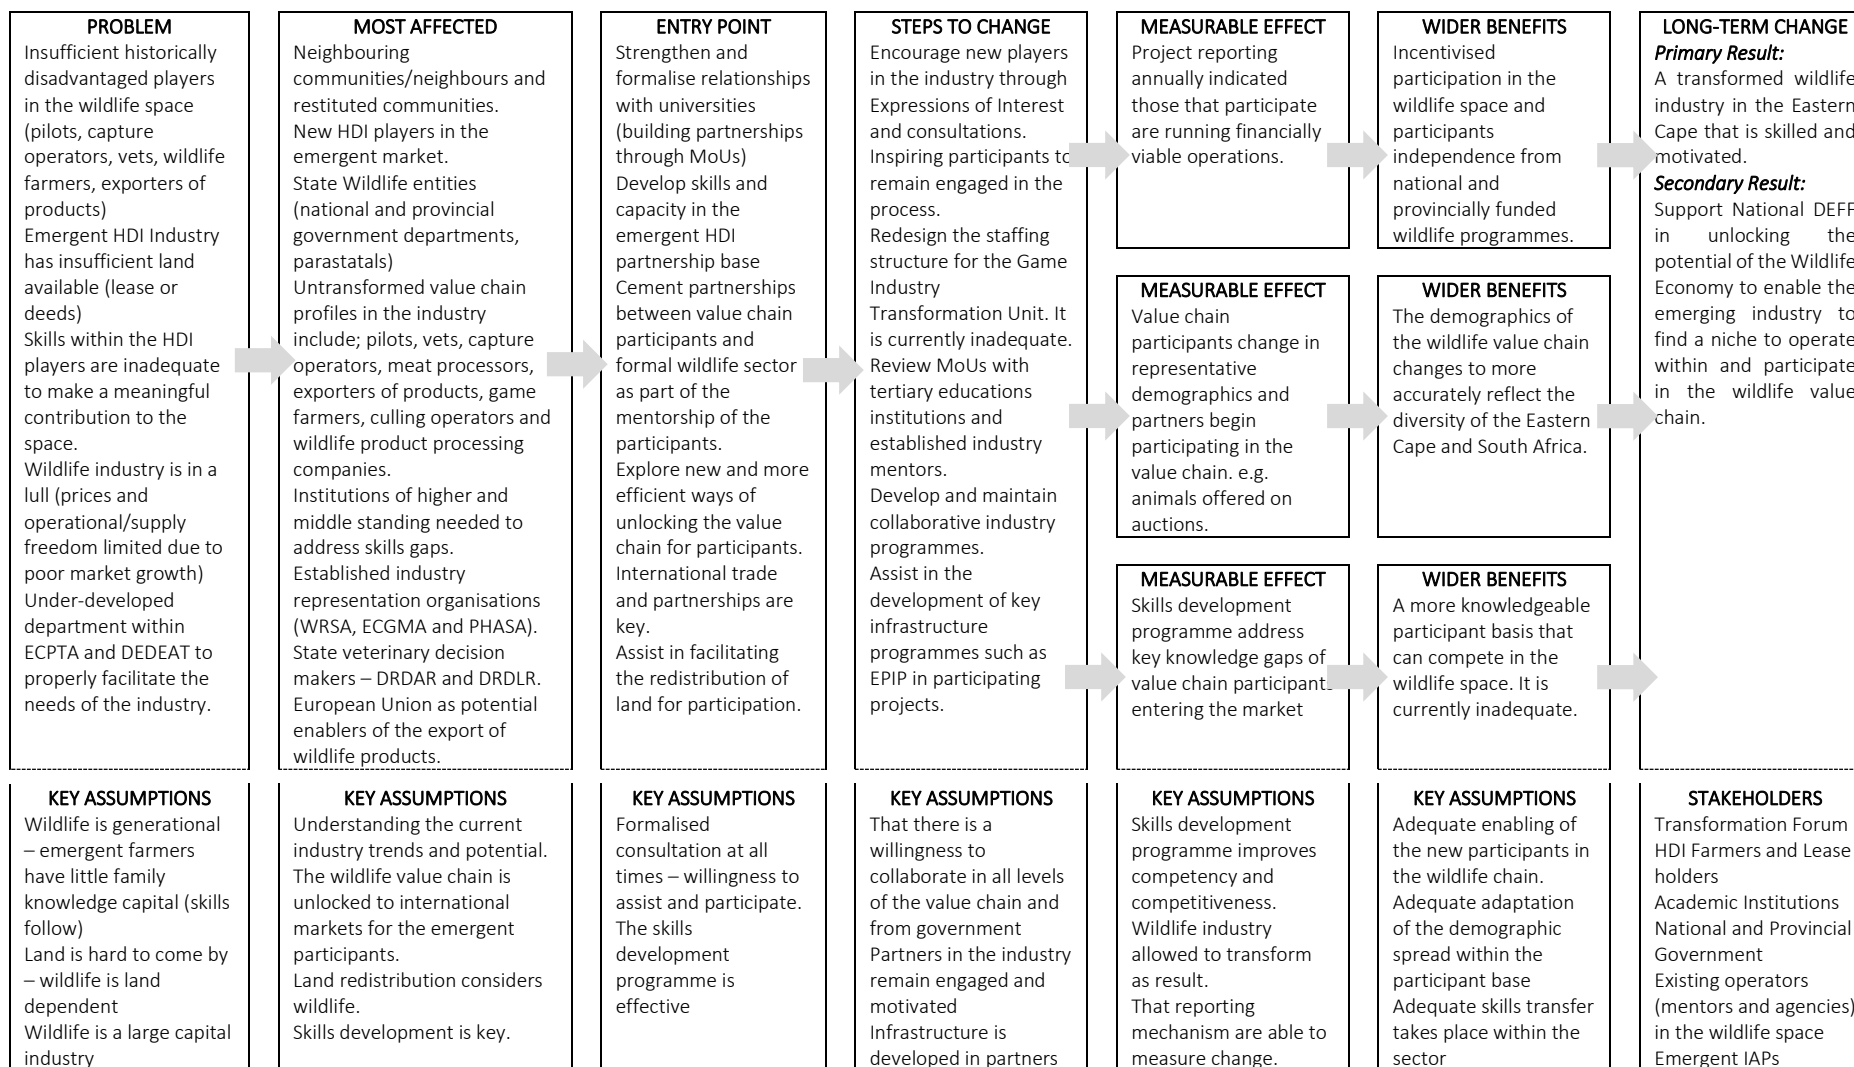 PROBLEM
Insufficient historically
disadvantaged players
in the wildlife space
(pilots, capture
operators, vets, wildlife
farmers, exporters of
products)
Emergent HDI Industry
has insufficient land
available (lease or
deeds)
Skills within the HDI
players are inadequate
to make a meaningful
contribution to the
space.
Wildlife industry is in a
lull (prices and
operational/supply
freedom limited due to
poor market growth)
Under-developed
department within
ECPTA and DEDEAT to
properly facilitate the
needs of the industry.
MOST AFFECTED
Neighbouring
communities/neighbours and
restituted communities.
New HDI players in the
emergent market.
State Wildlife entities
(national and provincial
government departments,
parastatals)
Untransformed value chain
profiles in the industry
include; pilots, vets, capture
operators, meat processors,
exporters of products, game
farmers, culling operators and
wildlife product processing
companies.
Institutions of higher and
middle standing needed to
address skills gaps.
Established industry
representation organisations
(WRSA, ECGMA and PHASA).
State veterinary decision
makers – DRDAR and DRDLR.
European Union as potential
enablers of the export of
wildlife products.
ENTRY POINT
Strengthen and
formalise relationships
with universities
(building partnerships
through MoUs)
Develop skills and
capacity in the
emergent HDI
partnership base
Cement partnerships
between value chain
participants and
formal wildlife sector
as part of the
mentorship of the
participants.
Explore new and more
efficient ways of
unlocking the value
chain for participants.
International trade
and partnerships are
key.
Assist in facilitating
the redistribution of
land for participation.
STEPS TO CHANGE
Encourage new players
in the industry through
Expressions of Interest
and consultations.
Inspiring participants to
remain engaged in the
process.
Redesign the staffing
structure for the Game
Industry
Transformation Unit. It
is currently inadequate.
Review MoUs with
tertiary educations
institutions and
established industry
mentors.
Develop and maintain
collaborative industry
programmes.
Assist in the
development of key
infrastructure
programmes such as
EPIP in participating
projects.
MEASURABLE EFFECT
Project reporting
annually indicated
those that participate
are running financially
viable operations.
MEASURABLE EFFECT
Value chain
participants change in
representative
demographics and
partners begin
participating in the
value chain. e.g.
animals offered on
auctions.
MEASURABLE EFFECT
Skills development
programme address
key knowledge gaps of
value chain participants
entering the market
WIDER BENEFITS
Incentivised
participation in the
wildlife space and
participants
independence from
national and
provincially funded
wildlife programmes.
WIDER BENEFITS
The demographics of
the wildlife value chain
changes to more
accurately reflect the
diversity of the Eastern
Cape and South Africa.
WIDER BENEFITS
A more knowledgeable
participant basis that
can compete in the
wildlife space. It is
currently inadequate.
LONG-TERM CHANGE
Primary Result:
A transformed wildlife
industry in the Eastern
Cape that is skilled and
motivated.
Secondary Result:
Support National DEFF
in unlocking the
potential of the Wildlife
Economy to enable the
emerging industry to
find a niche to operate
within and participate
in the wildlife value
chain.
KEY ASSUMPTIONS
Wildlife is generational
– emergent farmers
have little family
knowledge capital (skills
follow)
Land is hard to come by
– wildlife is land
dependent
Wildlife is a large capital
industry
KEY ASSUMPTIONS
Understanding the current
industry trends and potential.
The wildlife value chain is
unlocked to international
markets for the emergent
participants.
Land redistribution considers
wildlife.
Skills development is key.
KEY ASSUMPTIONS
Formalised
consultation at all
times – willingness to
assist and participate.
The skills
development
programme is
effective
KEY ASSUMPTIONS
That there is a
willingness to
collaborate in all levels
of the value chain and
from government
Partners in the industry
remain engaged and
motivated
Infrastructure is
developed in partners
KEY ASSUMPTIONS
Skills development
programme improves
competency and
competitiveness.
Wildlife industry
allowed to transform
as result.
That reporting
mechanism are able to
measure change.
KEY ASSUMPTIONS
Adequate enabling of
the new participants in
the wildlife chain.
Adequate adaptation
of the demographic
spread within the
participant base
Adequate skills transfer
takes place within the
sector
STAKEHOLDERS
Transformation Forum
HDI Farmers and Lease
holders
Academic Institutions
National and Provincial
Government
Existing operators
(mentors and agencies)
in the wildlife space
Emergent IAPs